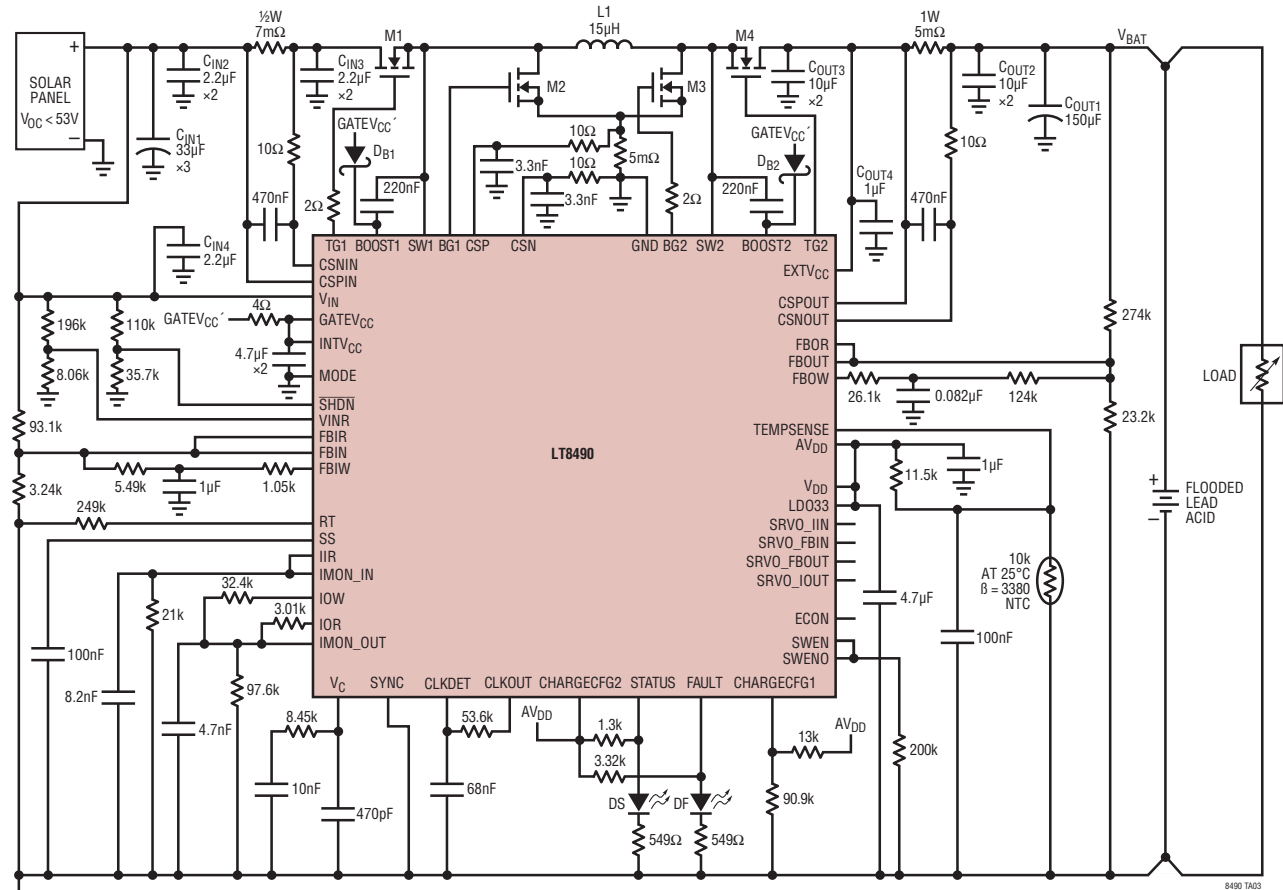 ½W
7mΩ
M1
L1
15µH
M4
1W
5mΩ
VBAT
+
SOLAR
PANEL
VOC < 53V
−
CIN2
2.2µF
×2
CIN3
2.2µF
×2
M2
M3
COUT3
10µF
×2
COUT2
10µF
×2
COUT1
150µF
CIN1
33µF
×3
10Ω
GATEVCC´
DB1
10Ω
10Ω
5mΩ
3.3nF
3.3nF
GATEVCC´
DB2
10Ω
470nF
2Ω
220nF
2Ω
220nF
COUT4
1µF
470nF
CIN4
2.2µF
TG1
BOOST1
SW1
BG1
CSP
CSN
GND
BG2
SW2
BOOST2
TG2
CSNIN
CSPIN
VIN
GATEVCC
INTVCC
MODE
SHDN
VINR
FBIR
FBIN
FBIW
RT
SS
IIR
IMON_IN
IOW
IOR
IMON_OUT
LT8490
EXTVCC
CSPOUT
CSNOUT
FBOR
FBOUT
FBOW
TEMPSENSE
AVDD
VDD
LDO33
SRVO_IIN
SRVO_FBIN
SRVO_FBOUT
SRVO_IOUT
ECON
SWEN
SWENO
VC
SYNC
CLKDET
CLKOUT
CHARGECFG2
STATUS
FAULT
CHARGECFG1
196k
110k
GATEVCC´
4Ω
4.7µF
×2
8.06k
35.7k
93.1k
3.24k
5.49k
1µF
1.05k
249k
32.4k
3.01k
21k
100nF
8.2nF
4.7nF
97.6k
8.45k
10nF
470pF
53.6k
68nF
AVDD
1.3k
3.32k
DS
DF
549Ω
549Ω
13k
AVDD
90.9k
200k
274k
26.1k
0.082µF
124k
23.2k
11.5k
1µF
4.7µF
100nF
10k
AT 25°C
ß = 3380
NTC
LOAD
+
FLOODED
LEAD
ACID
−
8490 TA03